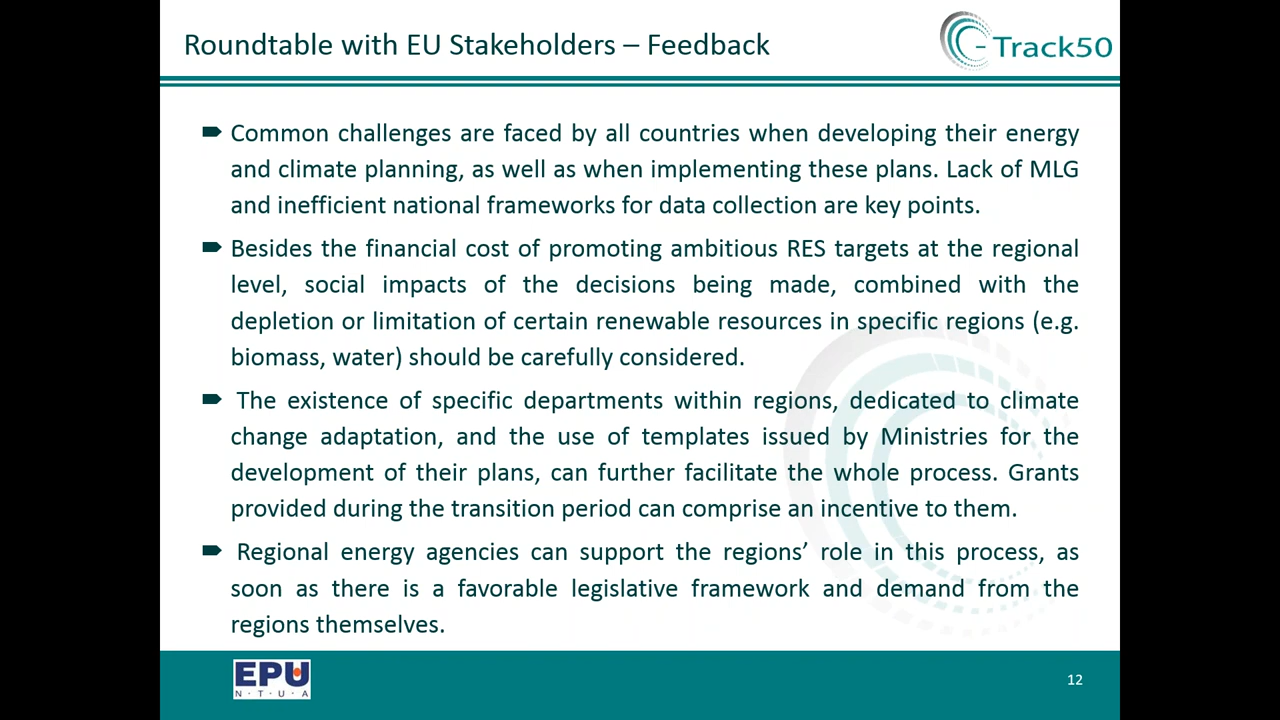 Roundtable with EU Stakeholders – Feedback
-Track50
Common challenges are faced by all countries when developing their energy
and climate planning, as well as when implementing these plans. Lack of MLG
and inefficient national frameworks for data collection are key points.
Besides the financial cost of promoting ambitious RES targets at the regional
level, social impacts of the decisions being made, combined with the
depletion or limitation of certain renewable resources in specific regions (e.g.
biomass, water) should be carefully considered.
The existence of specific departments within regions, dedicated to climate
change adaptation, and the use of templates issued by Ministries for the
development of their plans, can further facilitate the whole process. Grants
provided during the transition period can comprise an incentive to them.
Regional energy agencies can support the regions’ role in this process, as
soon as there is a favorable legislative framework and demand from the
regions themselves.
EPU
N·T·U·A
12